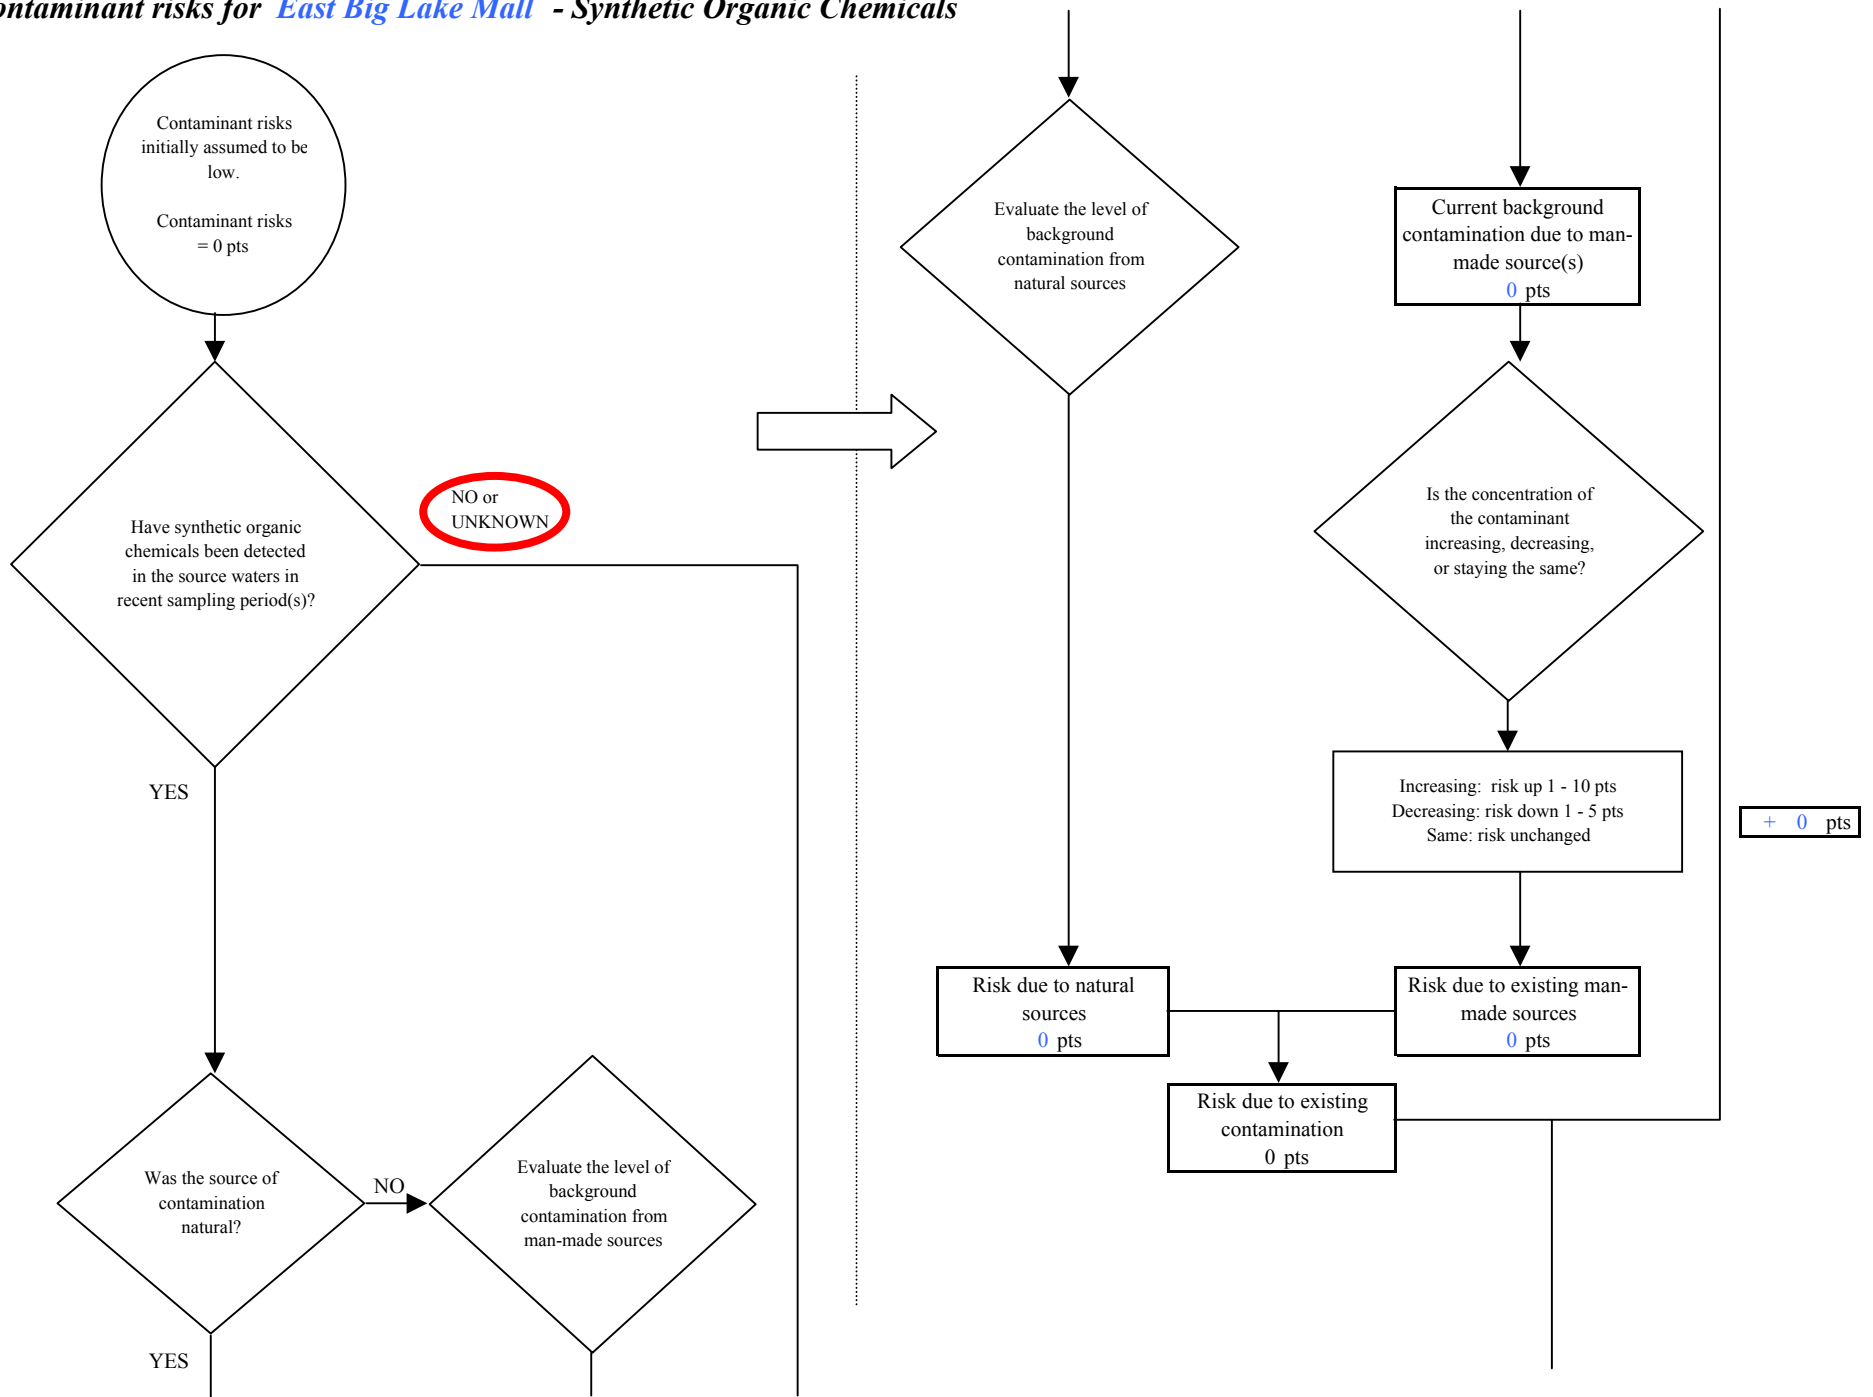 ontaminant risks for East Big Lake Mall - Synthetic Organic Chemicals
Contaminant risks
initially assumed to be
low.
Contaminant risks
= 0 pts
Have synthetic organic
chemicals been detected
in the source waters in
recent sampling period(s)?
NO or
UNKNOWN
YES
Was the source of
contamination
natural?
NO
YES
Evaluate the level of
background
contamination from
man-made sources
Evaluate the level of
background
contamination from
natural sources
Current background
contamination due to man-
made source(s)
0 pts
Is the concentration of
the contaminant
increasing, decreasing,
or staying the same?
Increasing: risk up 1 - 10 pts
Decreasing: risk down 1 - 5 pts
Same: risk unchanged
+ 0 pts
Risk due to natural
sources
0 pts
Risk due to existing man-
made sources
0 pts
Risk due to existing
contamination
0 pts